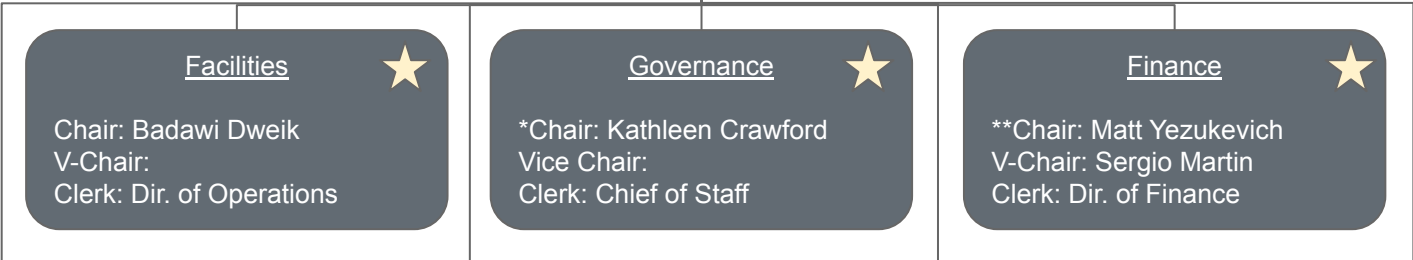 Facilities
Chair: Badawi Dweik
V-Chair:
Clerk: Dir. of Operations
Governance
*Chair: Kathleen Crawford
Vice Chair:
Clerk: Chief of Staff
Finance
**Chair: Matt Yezukevich
V-Chair: Sergio Martin
Clerk: Dir. of Finance